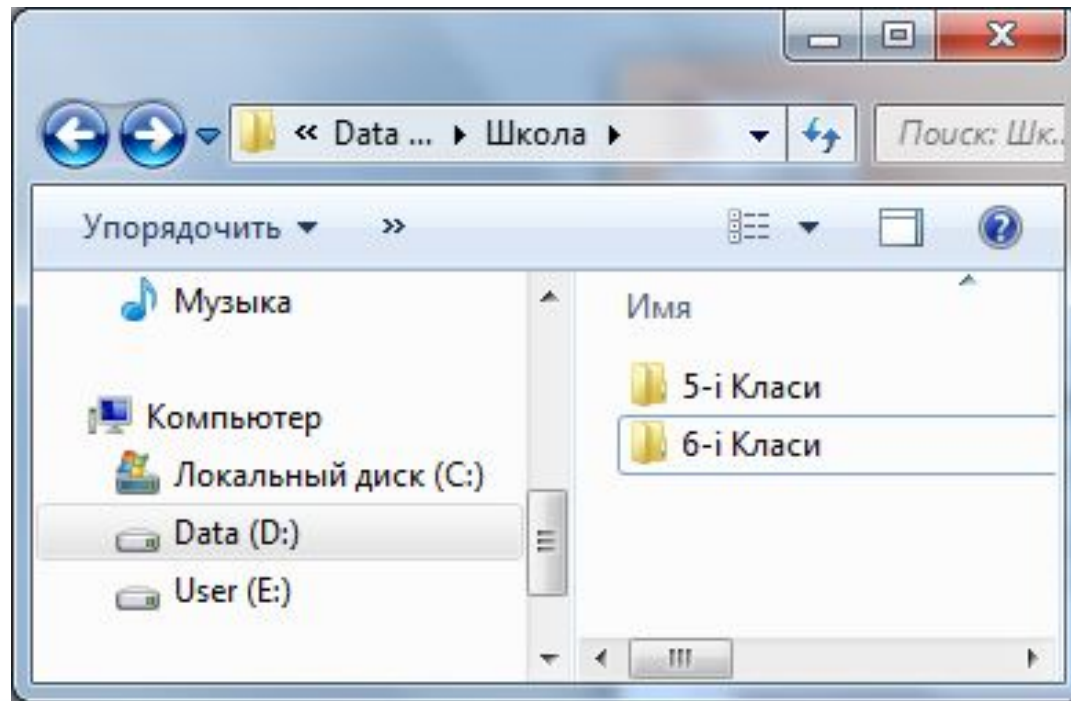 « Data ... Школа
Поиск: Шк...
Упорядочить »
Музыка
Компьютер
Локальный диск (C:)
Data (D:)
User (E:)
Имя
5-і Класи
6-і Класи